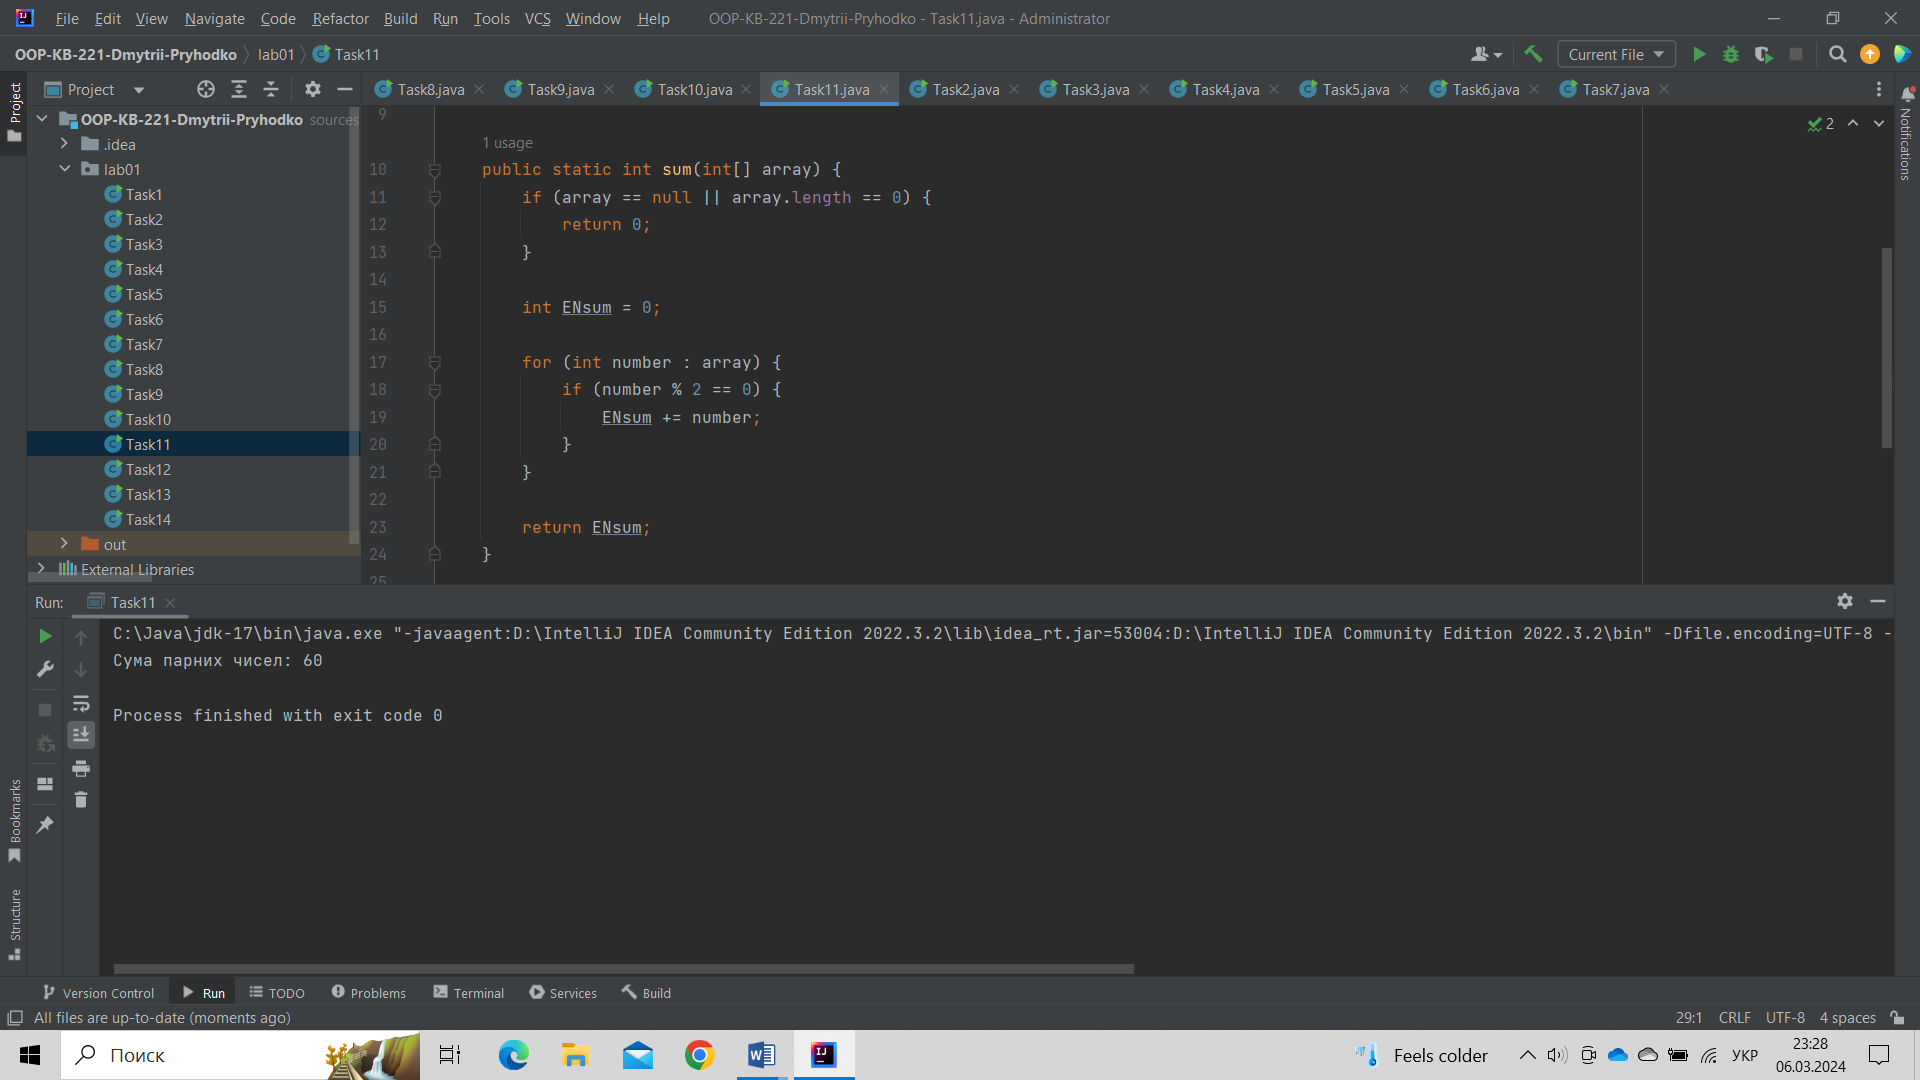 File Edit View Navigate Code Refactor Build Run Tools VCS Window Help OOP-KB-221-Dmytrii-Pryhodko - Task11.java - Administrator
OOP-KB-221-Dmytrii-Pryhodko lab01 Task11 Current File
Project Task8.java Task9.java Task10.java Task11.java Task2.java Task3.java Task4.java Task5.java Task6.java Task7.java
Project
Notifications
OOP-KB-221-Dmytrii-Pryhodko sources
.idea
lab01
Task1
Task2
Task3
Task4
Task5
Task6
Task7
Task8
Task9
Task10
Task11
Task12
Task13
Task14
out
External Libraries
2
9
1 usage
10 public static int sum(int[] array) {
11 if (array == null || array.length == 0) {
12 return 0;
13 }
14
15 int ENsum = 0;
16
17 for (int number : array) {
18 if (number % 2 == 0) {
19 ENsum += number;
20 }
21 }
22
23 return ENsum;
24 }
25
Run: Task11
C:\Java\jdk-17\bin\java.exe "-javaagent:D:\IntelliJ IDEA Community Edition 2022.3.2\lib\idea_rt.jar=53004:D:\IntelliJ IDEA Community Edition 2022.3.2\bin" -Dfile.encoding=UTF-8 -
Сума парних чисел: 60
Process finished with exit code 0
Bookmarks
Structure
Version Control Run TODO Problems Terminal Services Build
All files are up-to-date (moments ago) 29:1 CRLF UTF-8 4 spaces
Поиск Feels colder УКР 23:28
06.03.2024